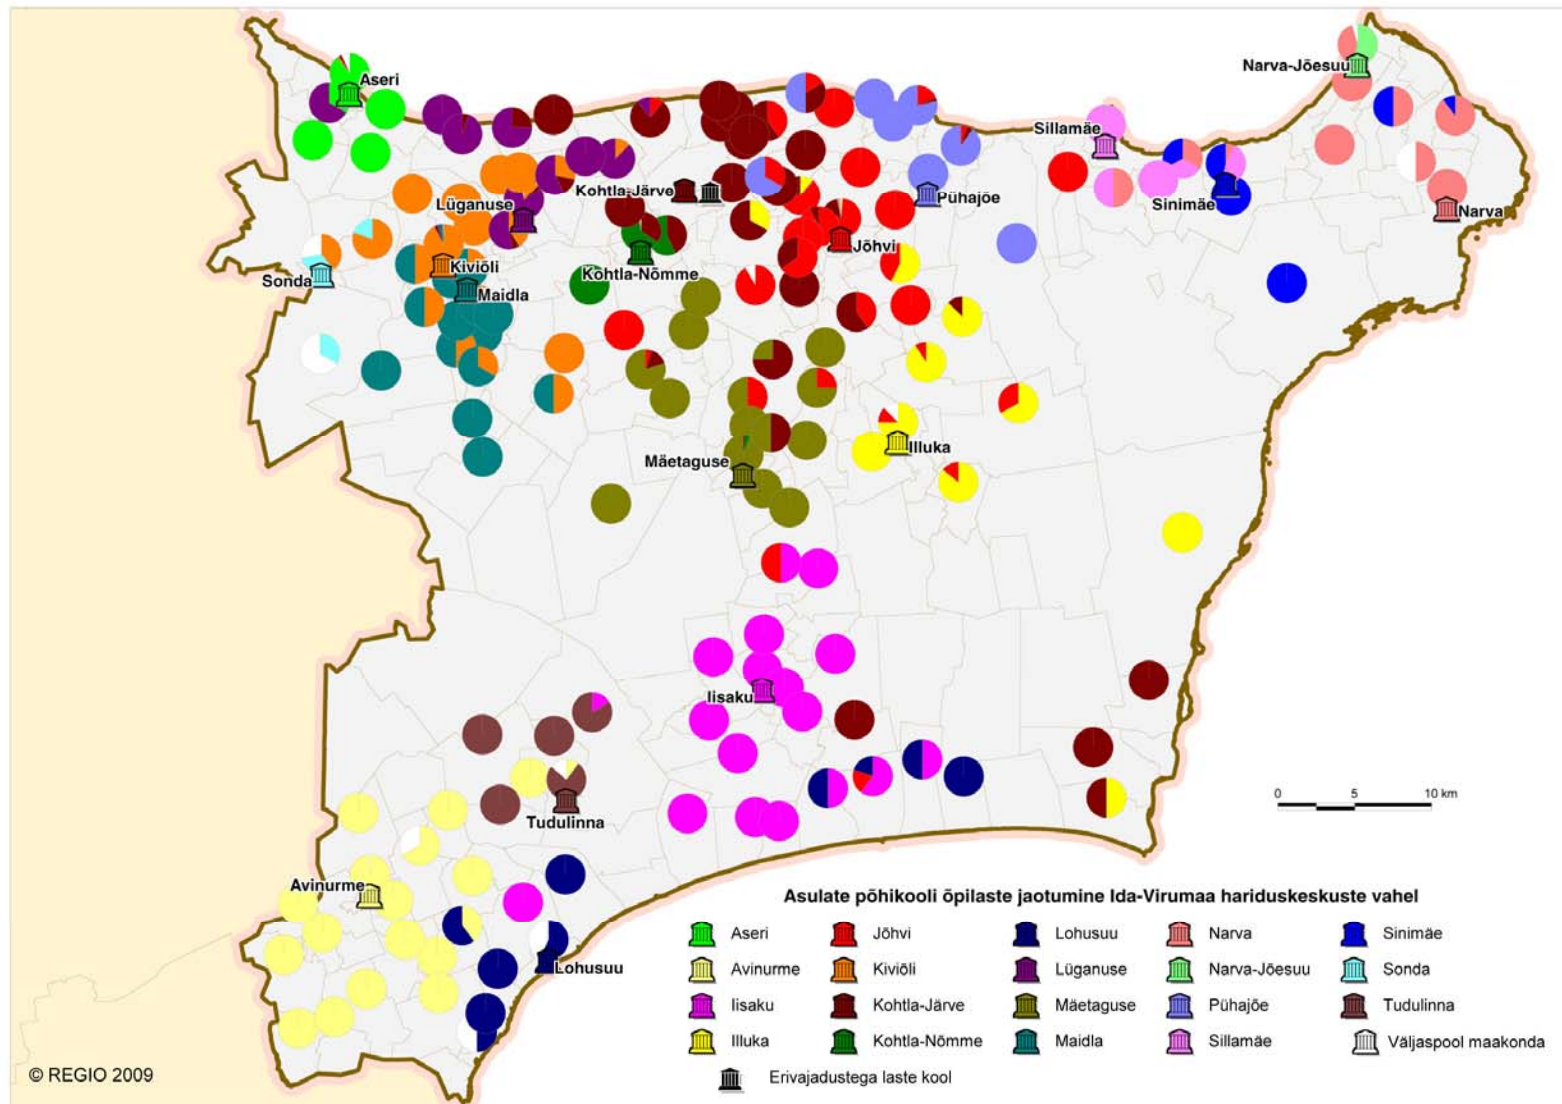 Aseri
Narva-Jõesuu
Sillamäe
Kohtla-Järve
Pühajõe
Sinimäe
Narva
Lüganuse
Jõhvi
Kiviõli
Kohtla-Nõmme
Sonda
Maidla
Illuka
Mäetaguse
Iisaku
Tudulinna
0 5 10 km
Avinurme
Lohusuu
Asulate põhikooli õpilaste jaotumine Ida-Virumaa hariduskeskuste vahel
Aseri Jõhvi Lohusuu Narva Sinimäe
Avinurme Kiviõli Lüganuse Narva-Jõesuu Sonda
Iisaku Kohtla-Järve Mäetaguse Pühajõe Tudulinna
Illuka Kohtla-Nõmme Maidla Sillamäe Väljaspool maakonda
Erivajadustega laste kool
© REGIO 2009